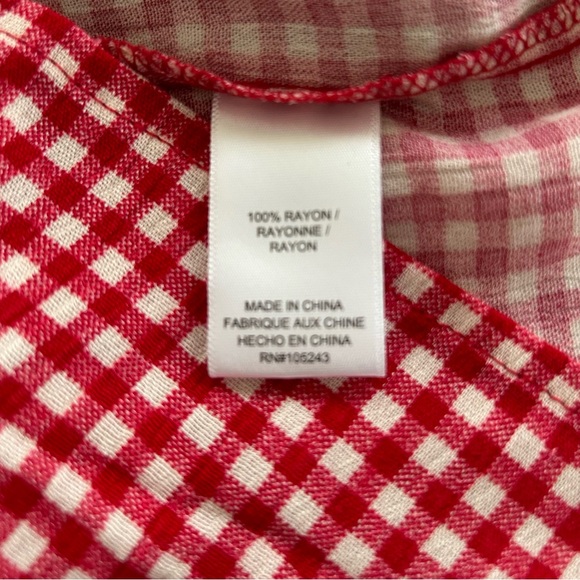 100% RAYON /
RAYONNE /
RAYON
MADE IN CHINA
FABRIQUE AUX CHINE
HECHO EN CHINA
RN#105243